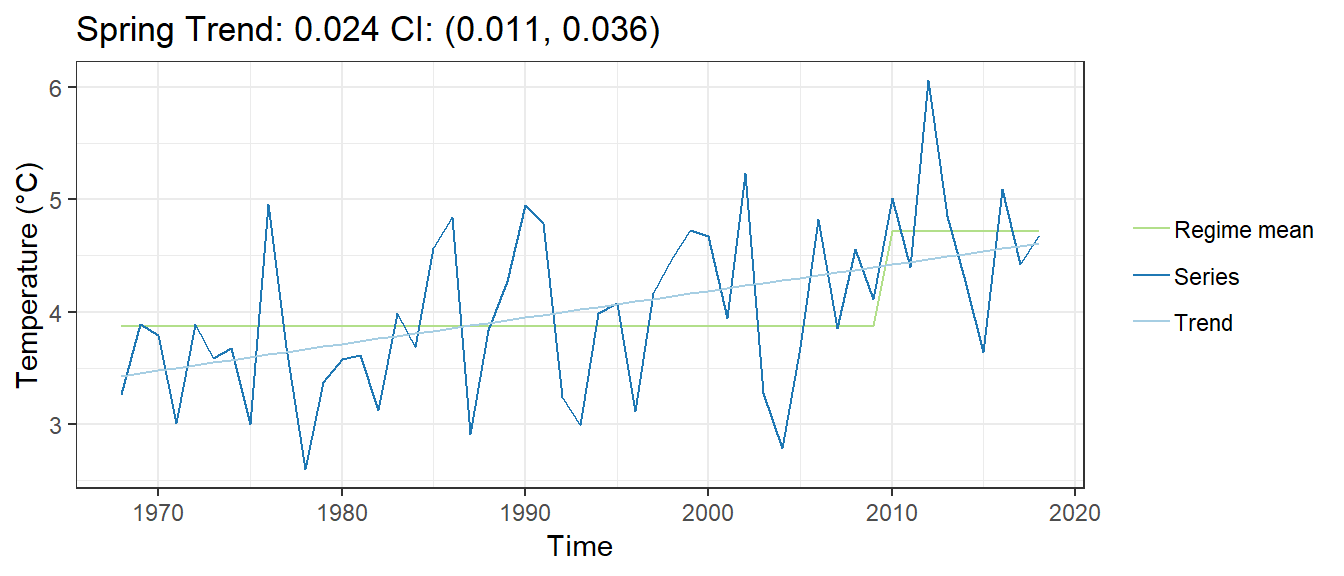 Spring Trend: 0.024 CI: (0.011, 0.036)
Temperature (°C)
6
5
4
3
1970 1980 1990 2000 2010 2020
Time
Regime mean
Series
Trend